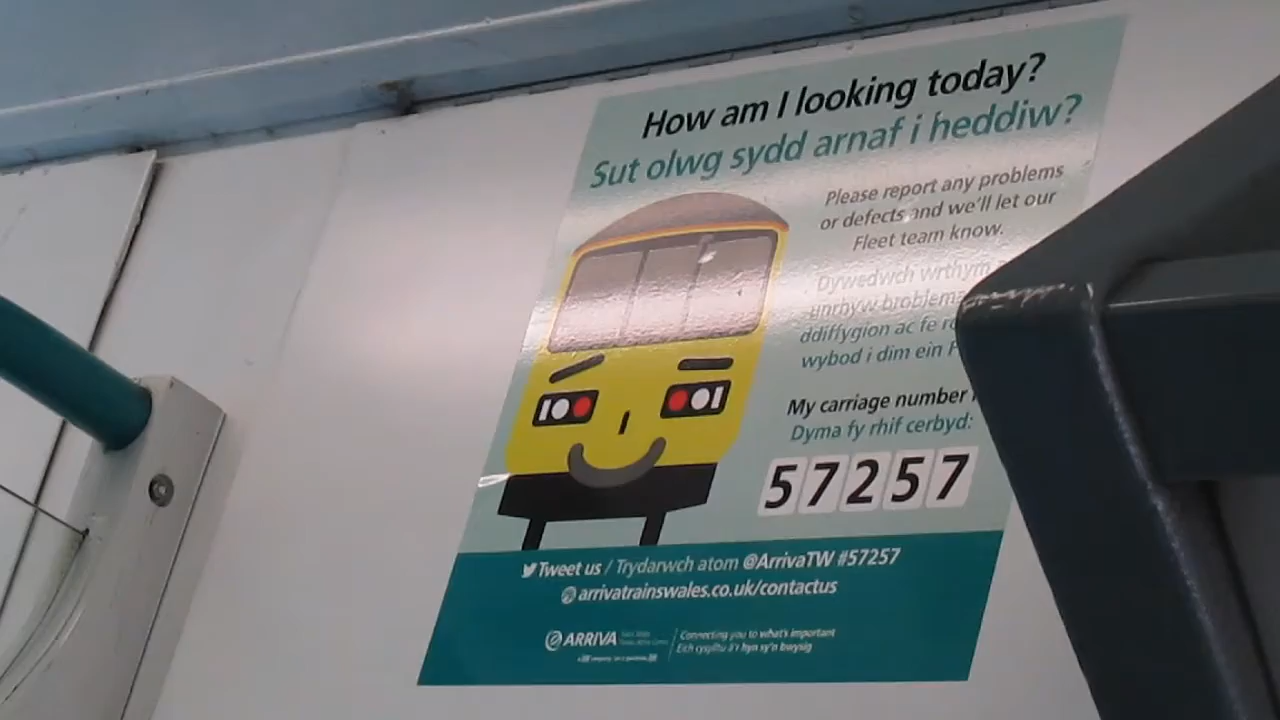 How am I looking today?
Sut olwg sydd arnaf i heddiw?
Please report any problems
or defects and we'll let our
Fleet team know.
Dywedwch wrthym
unrhyw broblema
ddiffygion ac fe
wybod i dim ein
My carriage number
Dyma fy rhif cerbyd:
57257
Tweet us / Trydarwch atom @ArrivaTW #57257
arrivatrainswales.co.uk/contactus
ARRIVA
Connecting you to what's important
Eich cysylltu â'r hyn sy'n bwysig